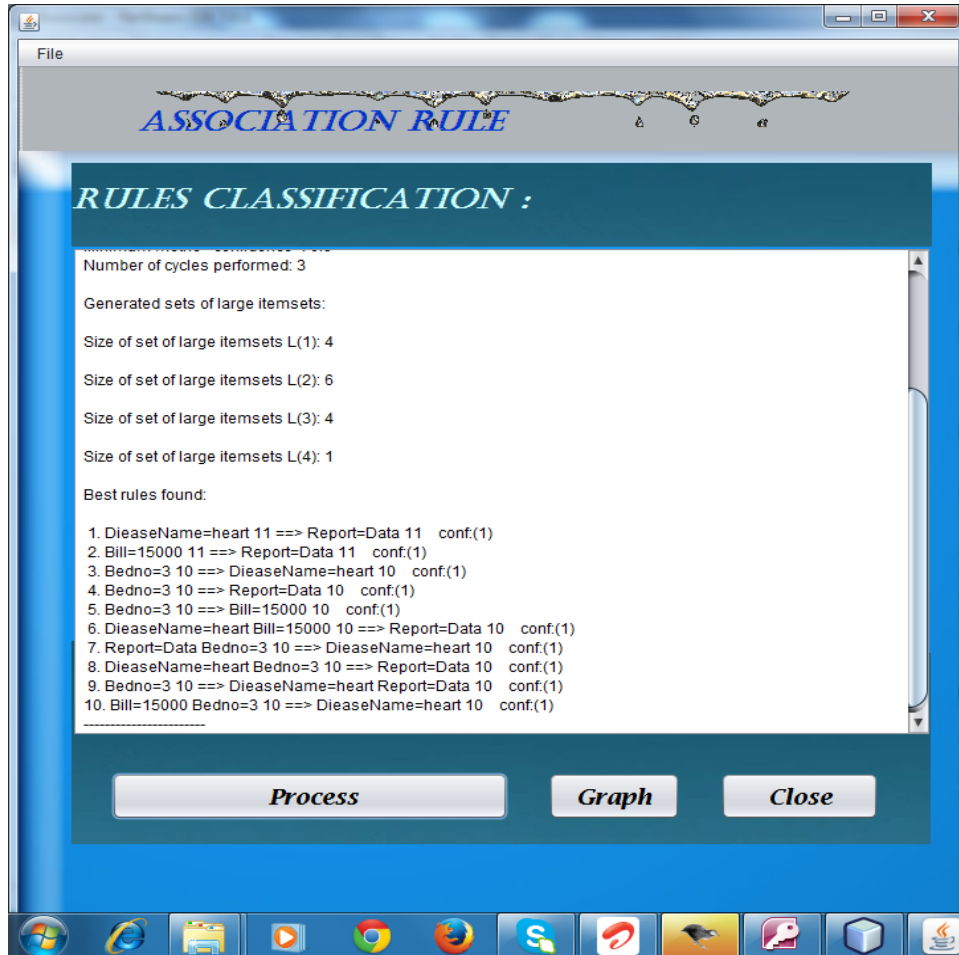 File
ASSOCIATION RULE
RULES CLASSIFICATION :
Number of cycles performed: 3
Generated sets of large itemsets:
Size of set of large itemsets L(1): 4
Size of set of large itemsets L(2): 6
Size of set of large itemsets L(3): 4
Size of set of large itemsets L(4): 1
Best rules found:
1. DieaseName=heart 11 ==> Report=Data 11 conf:(1)
2. Bill=15000 11 ==> Report=Data 11 conf:(1)
3. Bedno=3 10 ==> DieaseName=heart 10 conf:(1)
4. Bedno=3 10 ==> Report=Data 10 conf:(1)
5. Bedno=3 10 ==> Bill=15000 10 conf:(1)
6. DieaseName=heart Bill=15000 10 ==> Report=Data 10 conf:(1)
7. Report=Data Bedno=3 10 ==> DieaseName=heart 10 conf:(1)
8. DieaseName=heart Bedno=3 10 ==> Report=Data 10 conf:(1)
9. Bedno=3 10 ==> DieaseName=heart Report=Data 10 conf:(1)
10. Bill=15000 Bedno=3 10 ==> DieaseName=heart 10 conf:(1)
-----------------------
Process Graph Close